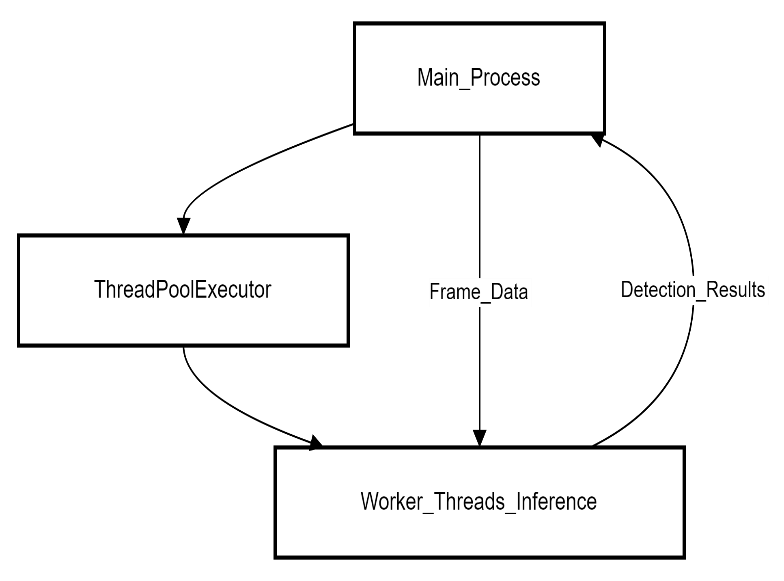 Main_Process
ThreadPoolExecutor
Frame_Data
Detection_Results
Worker_Threads_Inference